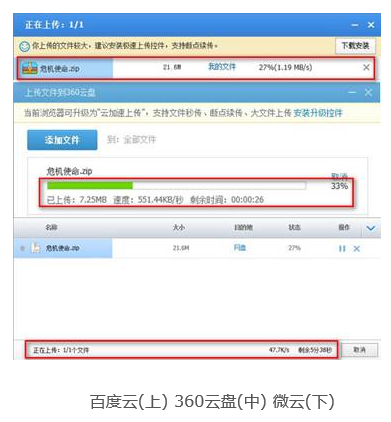 正在上传：1/1
你上传的文件较大，建议安装极速上传控件，支持断点续传。 下载安装
危机使命.zip 21.6M 我的文件 27%(1.19 MB/s)
上传文件到360云盘
当前浏览器可升级为"云加速上传"，支持文件秒传、断点续传、大文件上传 安装升级控件
添加文件 到：全部文件
危机使命.zip 取消
33%
已上传：7.25MB 速度：551.44KB/秒 剩余时间：00:00:26
名称 大小 目的地 状态 操作
危机使命.zip 21.6M 网盘 27%
正在上传：1/1个文件 47.7K/s 剩余5分38秒 取消
百度云(上) 360云盘(中) 微云(下)